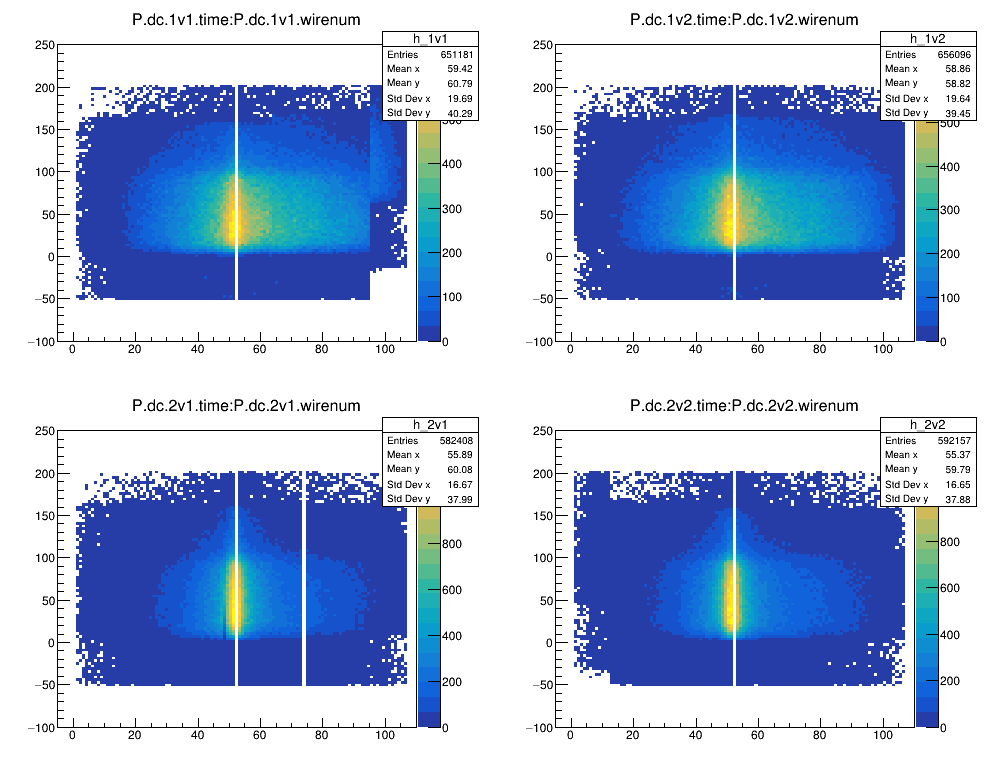 P.dc.1v1.time:P.dc.1v1.wirenum
h_1v1
Entries 651181
Mean x 59.42
Mean y 60.79
Std Dev x 19.69
Std Dev y 40.29
250
200
150
100
50
0
−50
−100
0 20 40 60 80 100
500
400
300
200
100
0
P.dc.1v2.time:P.dc.1v2.wirenum
h_1v2
Entries 656096
Mean x 58.86
Mean y 58.82
Std Dev x 19.64
Std Dev y 39.45
250
200
150
100
50
0
−50
−100
0 20 40 60 80 100
500
400
300
200
100
0
P.dc.2v1.time:P.dc.2v1.wirenum
h_2v1
Entries 582408
Mean x 55.89
Mean y 60.08
Std Dev x 16.67
Std Dev y 37.99
250
200
150
100
50
0
−50
−100
0 20 40 60 80 100
800
600
400
200
0
P.dc.2v2.time:P.dc.2v2.wirenum
h_2v2
Entries 592157
Mean x 55.37
Mean y 59.79
Std Dev x 16.65
Std Dev y 37.88
250
200
150
100
50
0
−50
−100
0 20 40 60 80 100
800
600
400
200
0